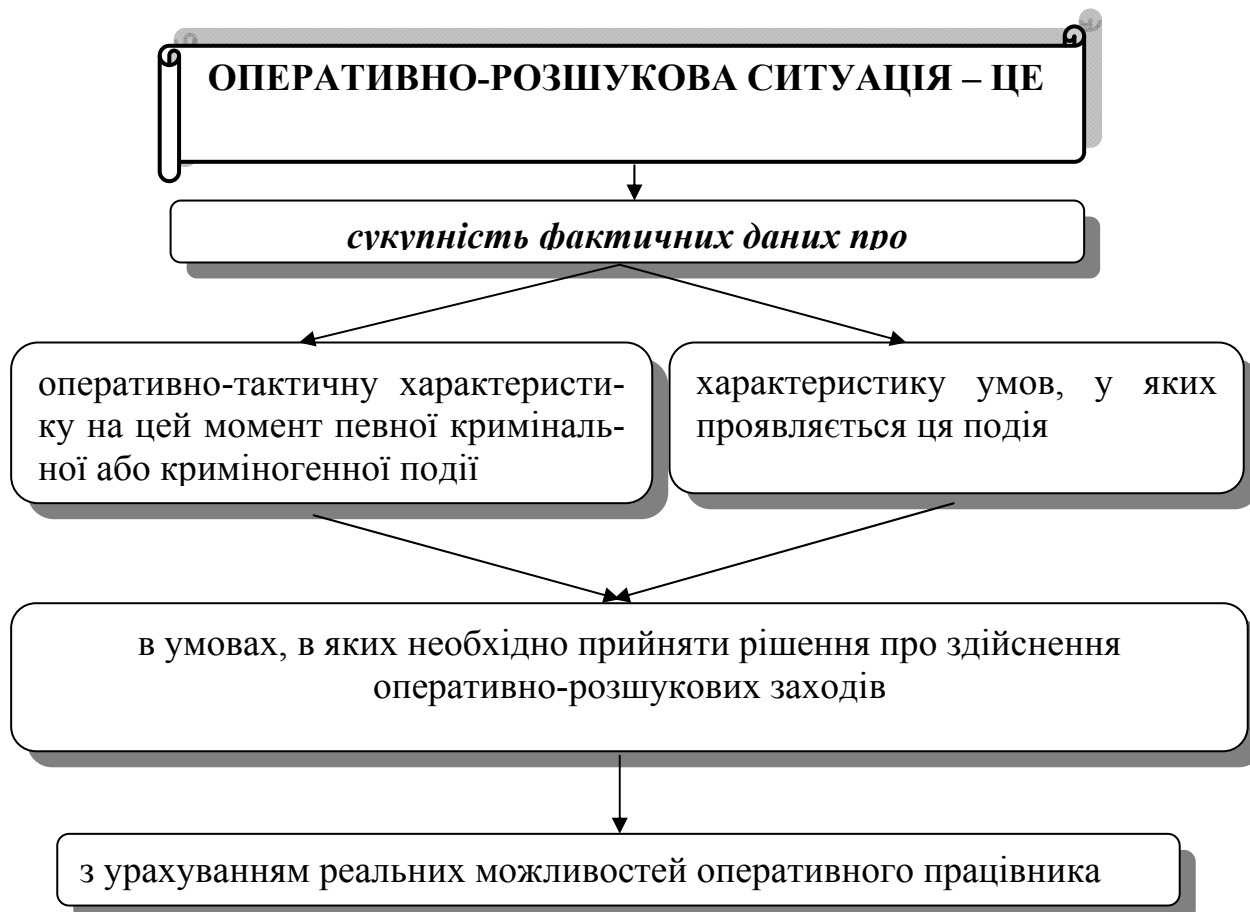 ОПЕРАТИВНО-РОЗШУКОВА СИТУАЦІЯ – ЦЕ
сукупність фактичних даних про
оперативно-тактичну характеристи-
ку на цей момент певної криміналь-
ної або криміногенної події
характеристику умов, у яких
проявляється ця подія
в умовах, в яких необхідно прийняти рішення про здійснення
оперативно-розшукових заходів
з урахуванням реальних можливостей оперативного працівника